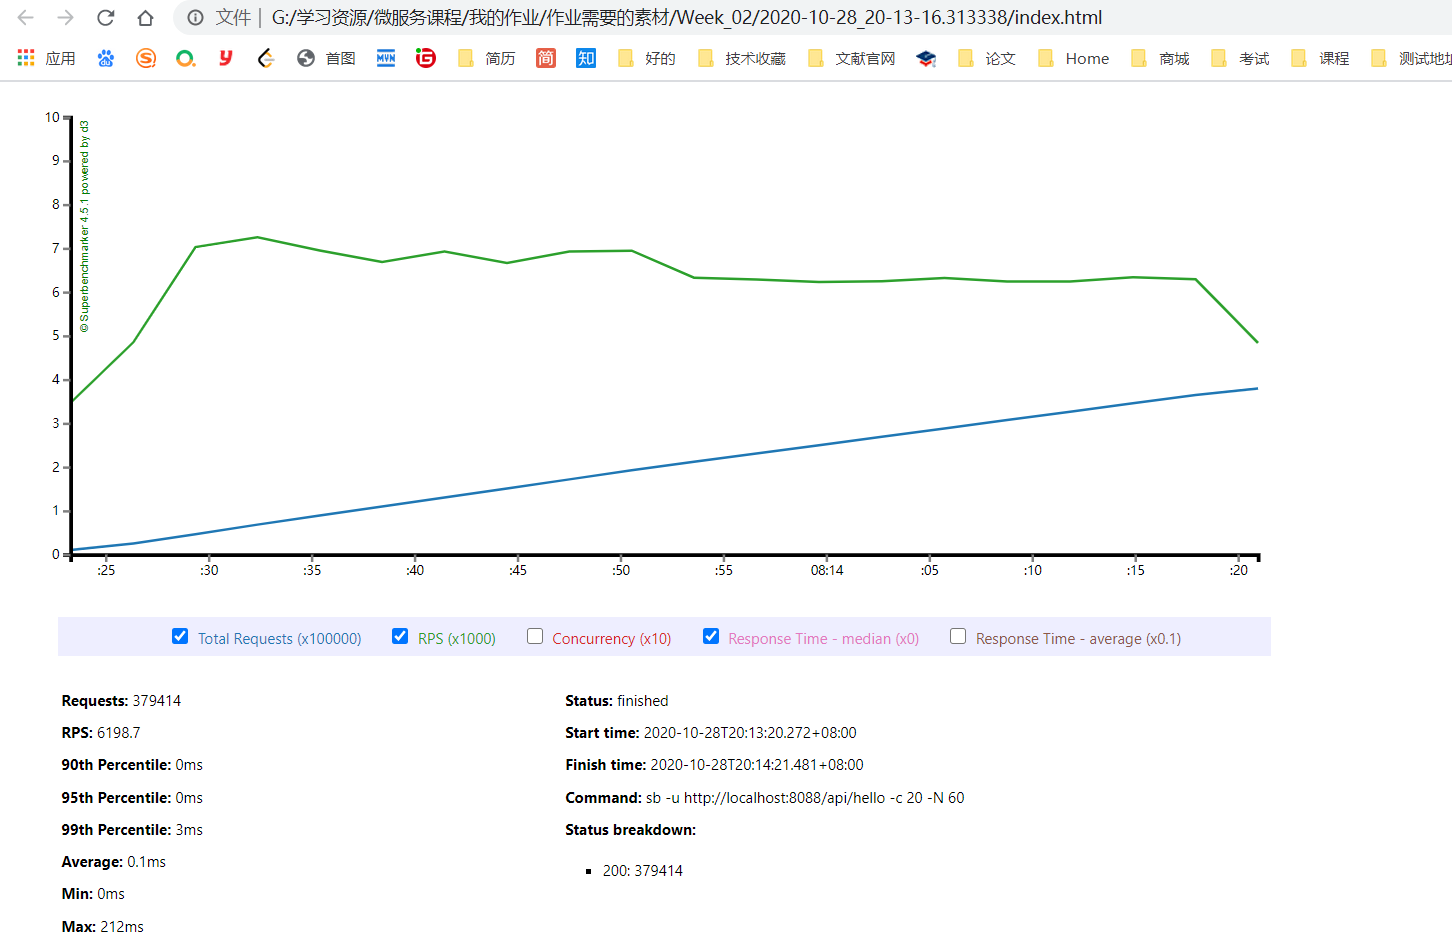 文件 | G:/学习资源/微服务课程/我的作业/作业需要的素材/Week_02/2020-10-28_20-13-16.313338/index.html
应用 首图 简历 好的 技术收藏 文献官网 论文 Home 商城 考试 课程 测试地址
10
9
8
7
6
5
4
3
2
1
0
© Superbenchmarker 4.5.1 powered by d3
:25 :30 :35 :40 :45 :50 :55 08:14 :05 :10 :15 :20
Total Requests (x100000) RPS (x1000) Concurrency (x10) Response Time - median (x0) Response Time - average (x0.1)
Requests: 379414
RPS: 6198.7
90th Percentile: 0ms
95th Percentile: 0ms
99th Percentile: 3ms
Average: 0.1ms
Min: 0ms
Max: 212ms
Status: finished
Start time: 2020-10-28T20:13:20.272+08:00
Finish time: 2020-10-28T20:14:21.481+08:00
Command: sb -u http://localhost:8088/api/hello -c 20 -N 60
Status breakdown:
200: 379414